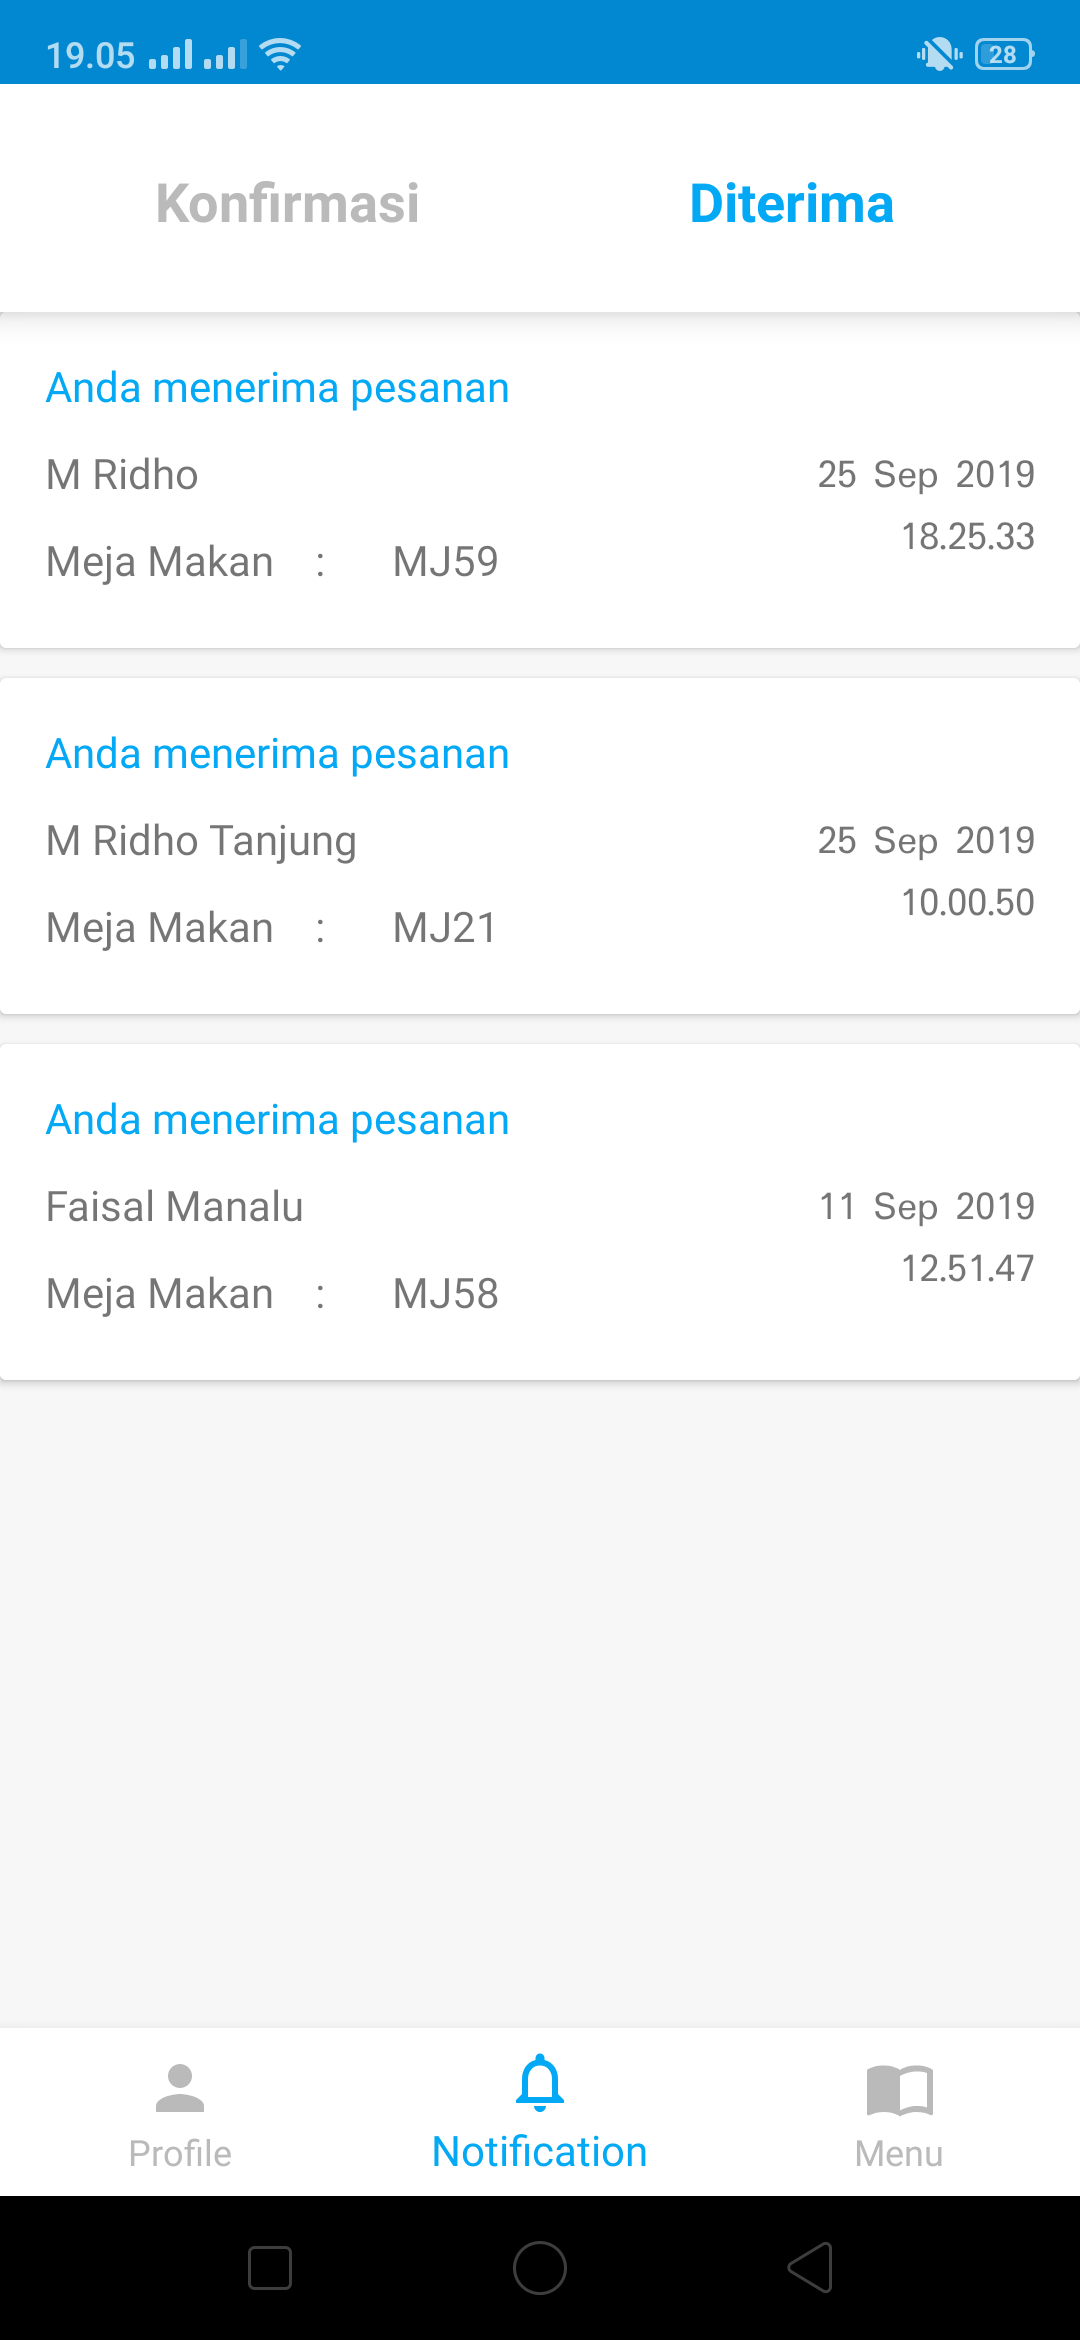 19.05 28
Konfirmasi Diterima
Anda menerima pesanan
M Ridho 25 Sep 2019
18.25.33
Meja Makan : MJ59
Anda menerima pesanan
M Ridho Tanjung 25 Sep 2019
10.00.50
Meja Makan : MJ21
Anda menerima pesanan
Faisal Manalu 11 Sep 2019
12.51.47
Meja Makan : MJ58
Profile Notification Menu